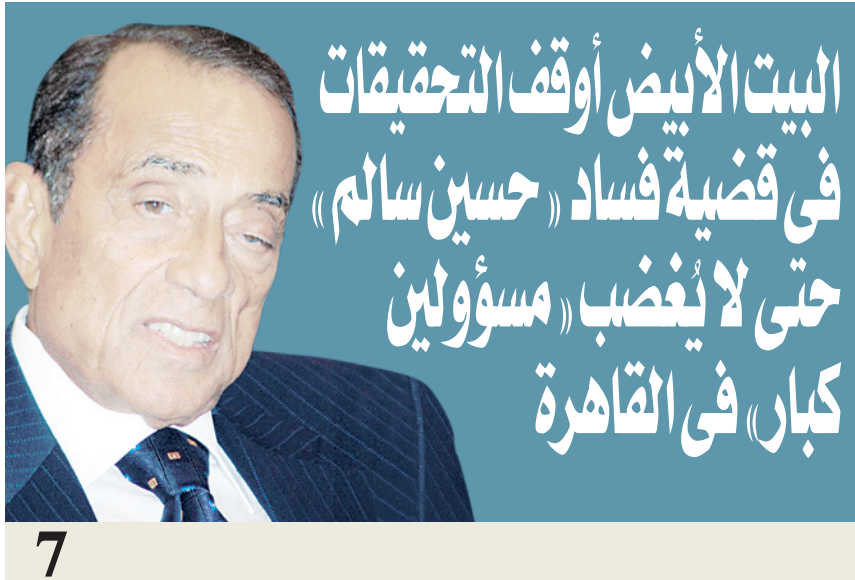 البيت الأبيض أوقف التحقيقات
فى قضية فساد «حسين سالم»
حتى لا يُغضب «مسؤولين
كبار» فى القاهرة
7